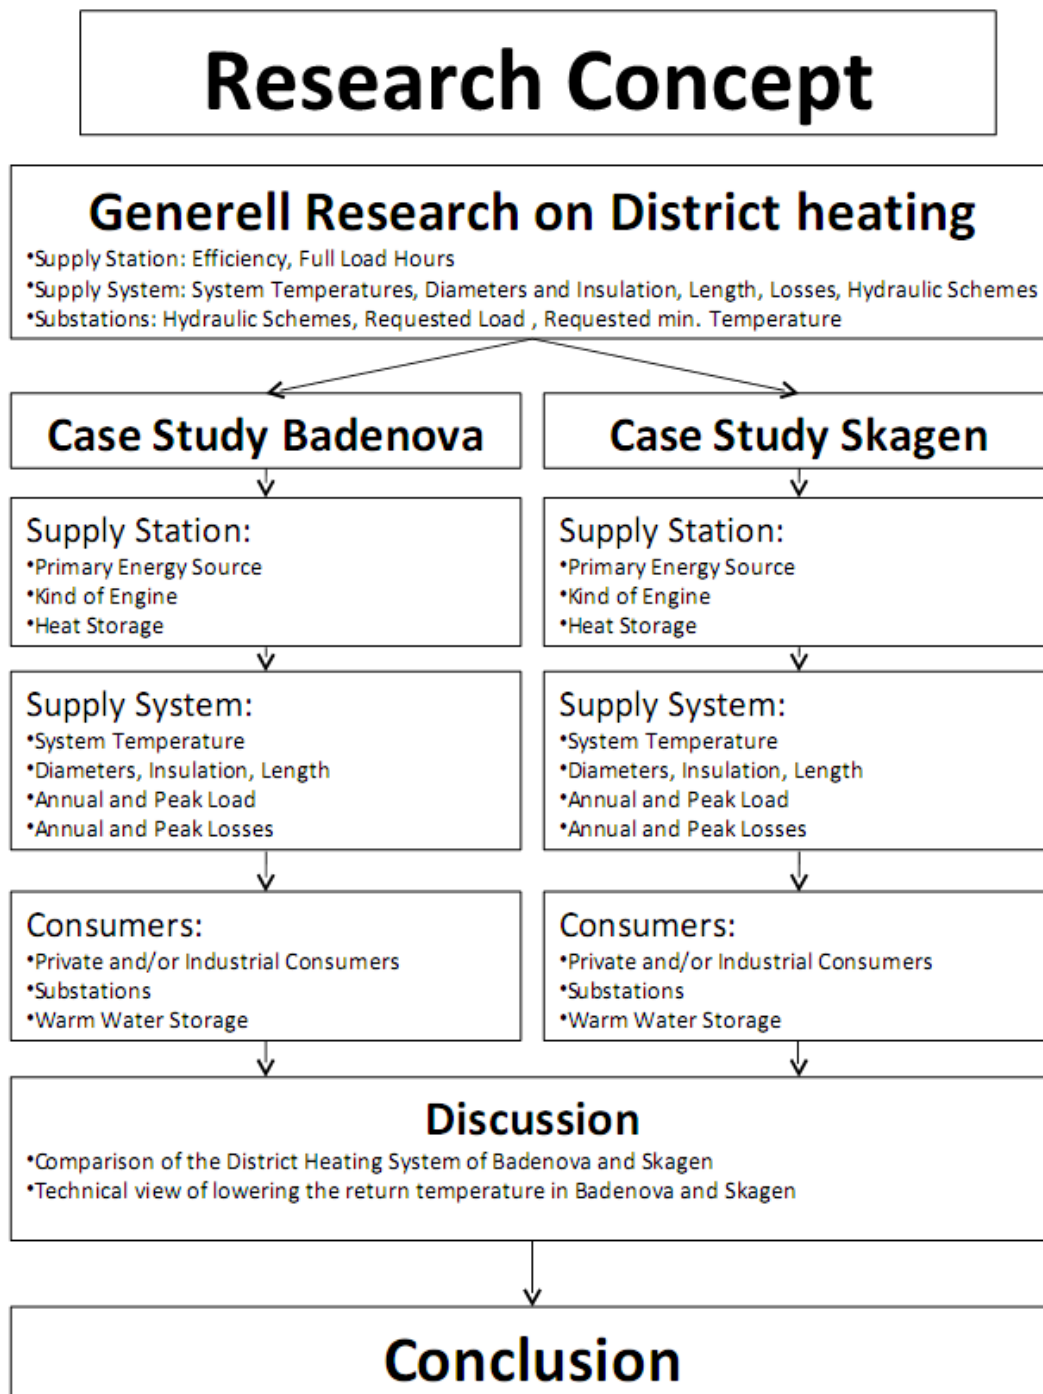 Research Concept
Generell Research on District heating
•Supply Station: Efficiency, Full Load Hours
•Supply System: System Temperatures, Diameters and Insulation, Length, Losses, Hydraulic Schemes
•Substations: Hydraulic Schemes, Requested Load , Requested min. Temperature
Case Study Badenova
Supply Station:
•Primary Energy Source
•Kind of Engine
•Heat Storage
Supply System:
•System Temperature
•Diameters, Insulation, Length
•Annual and Peak Load
•Annual and Peak Losses
Consumers:
•Private and/or Industrial Consumers
•Substations
•Warm Water Storage
Case Study Skagen
Supply Station:
•Primary Energy Source
•Kind of Engine
•Heat Storage
Supply System:
•System Temperature
•Diameters, Insulation, Length
•Annual and Peak Load
•Annual and Peak Losses
Consumers:
•Private and/or Industrial Consumers
•Substations
•Warm Water Storage
Discussion
•Comparison of the District Heating System of Badenova and Skagen
•Technical view of lowering the return temperature in Badenova and Skagen
Conclusion